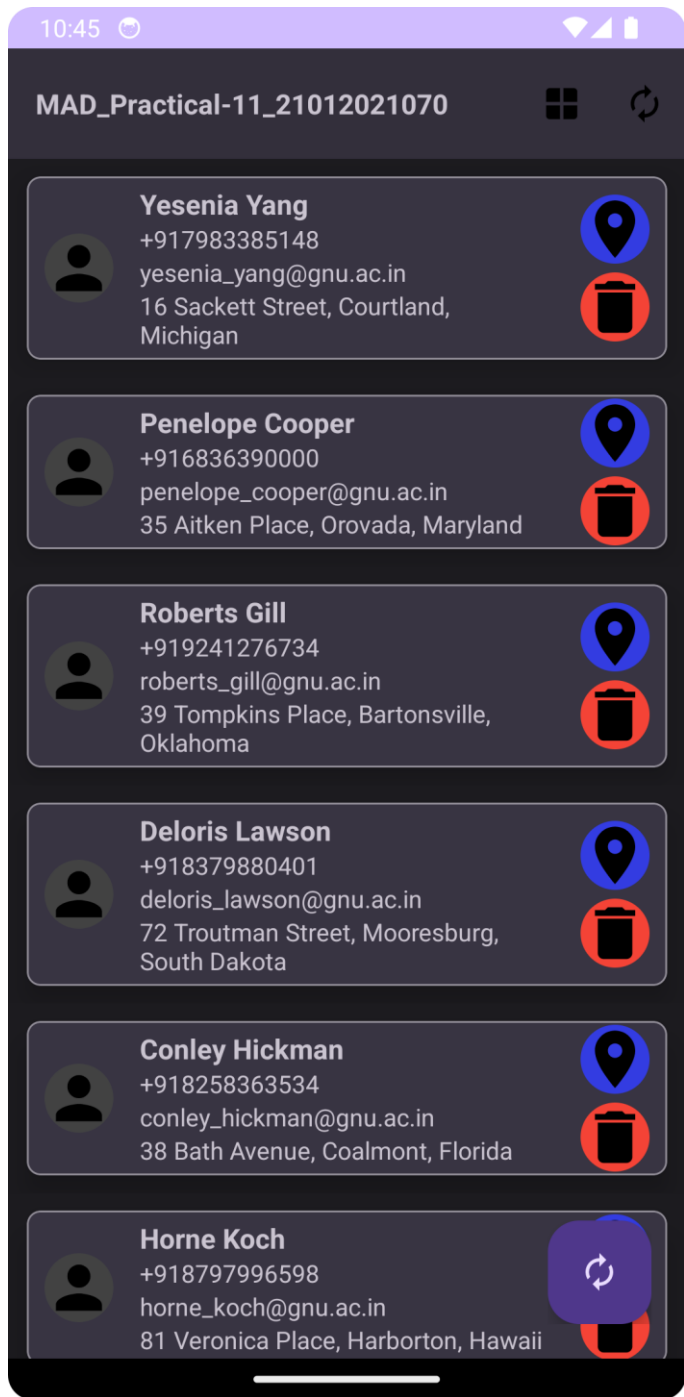 10:45
MAD_Practical-11_21012021070
Yesenia Yang
+917983385148
yesenia_yang@gnu.ac.in
16 Sackett Street, Courtland,
Michigan
Penelope Cooper
+916836390000
penelope_cooper@gnu.ac.in
35 Aitken Place, Orovada, Maryland
Roberts Gill
+919241276734
roberts_gill@gnu.ac.in
39 Tompkins Place, Bartonsville,
Oklahoma
Deloris Lawson
+918379880401
deloris_lawson@gnu.ac.in
72 Troutman Street, Mooresburg,
South Dakota
Conley Hickman
+918258363534
conley_hickman@gnu.ac.in
38 Bath Avenue, Coalmont, Florida
Horne Koch
+918797996598
horne_koch@gnu.ac.in
81 Veronica Place, Harborton, Hawaii